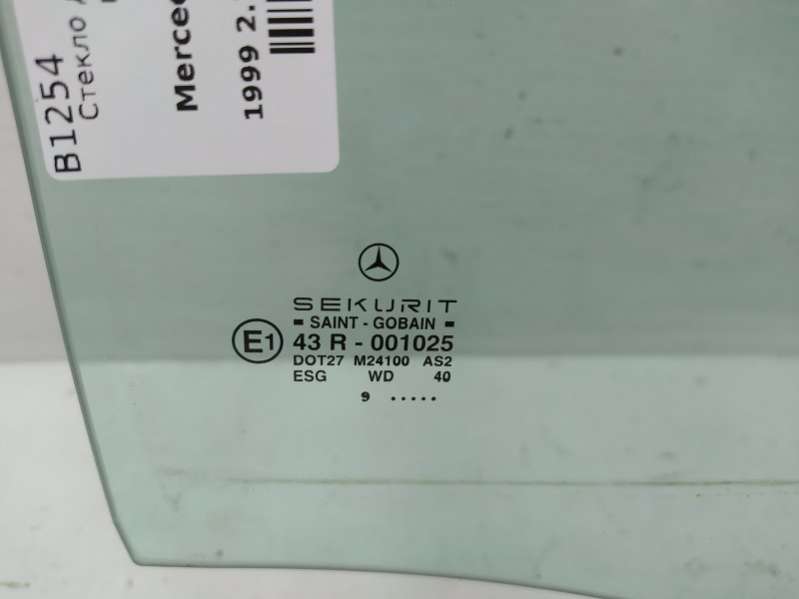 B1254
Стекло
Merced
1999 2.
SEKURIT
SAINT - GOBAIN
E1
43 R - 001025
DOT27 M24100 AS2
ESG WD 40
9 .....